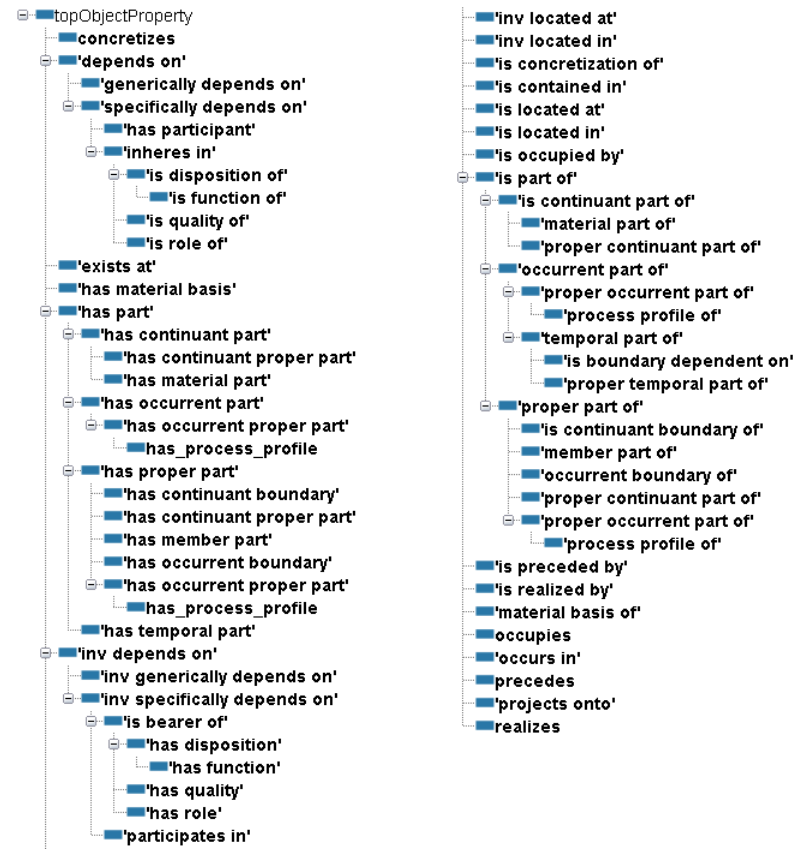 topObjectProperty
concretizes
'depends on'
'generically depends on'
'specifically depends on'
'has participant'
'inheres in'
'is disposition of'
'is function of'
'is quality of'
'is role of'
'exists at'
'has material basis'
'has part'
'has continuant part'
'has continuant proper part'
'has material part'
'has occurrent part'
'has occurrent proper part'
has_process_profile
'has proper part'
'has continuant boundary'
'has continuant proper part'
'has member part'
'has occurrent boundary'
'has occurrent proper part'
has_process_profile
'has temporal part'
'inv depends on'
'inv generically depends on'
'inv specifically depends on'
'is bearer of'
'has disposition'
'has function'
'has quality'
'has role'
'participates in'
'inv located at'
'inv located in'
'is concretization of'
'is contained in'
'is located at'
'is located in'
'is occupied by'
'is part of'
'is continuant part of'
'material part of'
'proper continuant part of'
'occurrent part of'
'proper occurrent part of'
'process profile of'
'temporal part of'
'is boundary dependent on'
'proper temporal part of'
'proper part of'
'is continuant boundary of'
'member part of'
'occurrent boundary of'
'proper continuant part of'
'proper occurrent part of'
'process profile of'
'is preceded by'
'is realized by'
'material basis of'
occupies
'occurs in'
precedes
'projects onto'
realizes